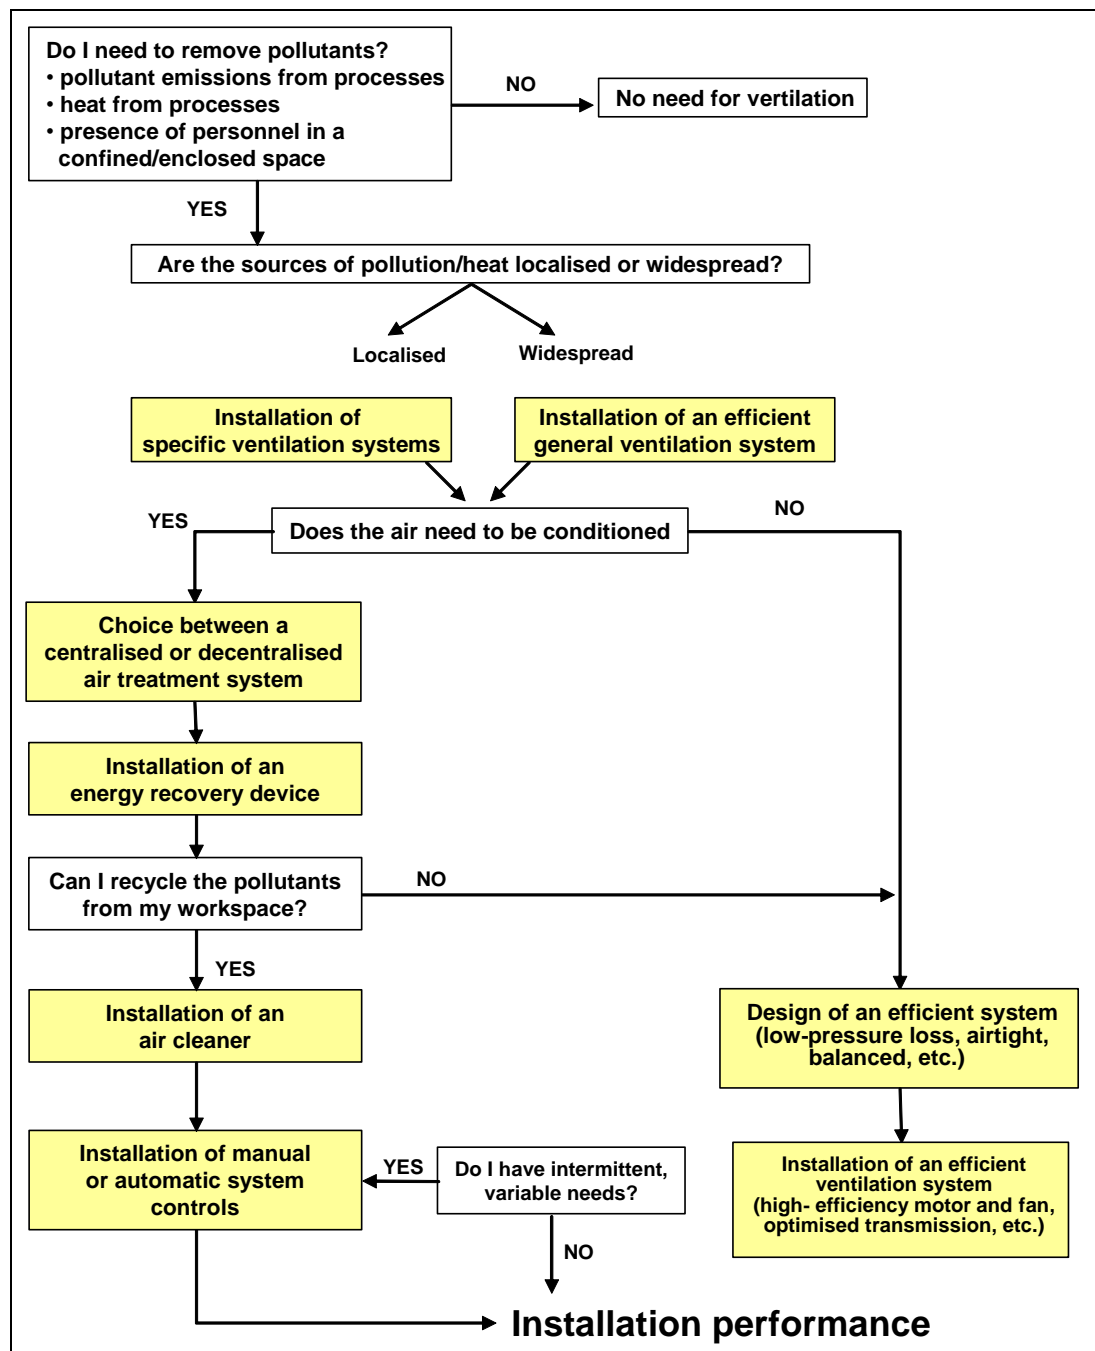 Do I need to remove pollutants?
• pollutant emissions from processes
• heat from processes
• presence of personnel in a
confined/enclosed space
NO
No need for vertilation
YES
Are the sources of pollution/heat localised or widespread?
Localised
Widespread
Installation of
specific ventilation systems
Installation of an efficient
general ventilation system
YES
Does the air need to be conditioned
NO
Choice between a
centralised or decentralised
air treatment system
Installation of an
energy recovery device
Can I recycle the pollutants
from my workspace?
NO
YES
Installation of an
air cleaner
Design of an efficient system
(low-pressure loss, airtight,
balanced, etc.)
Installation of manual
or automatic system
controls
YES
Do I have intermittent,
variable needs?
Installation of an efficient
ventilation system
(high- efficiency motor and fan,
optimised transmission, etc.)
NO
Installation performance